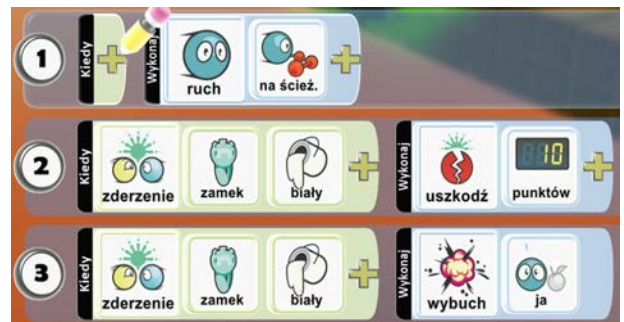 1 Kiedy Wykonaj ruch na ścież.
2 Kiedy zderzenie zamek biały Wykonaj uszkodź 10 punktów
3 Kiedy zderzenie zamek biały Wykonaj wybuch ja